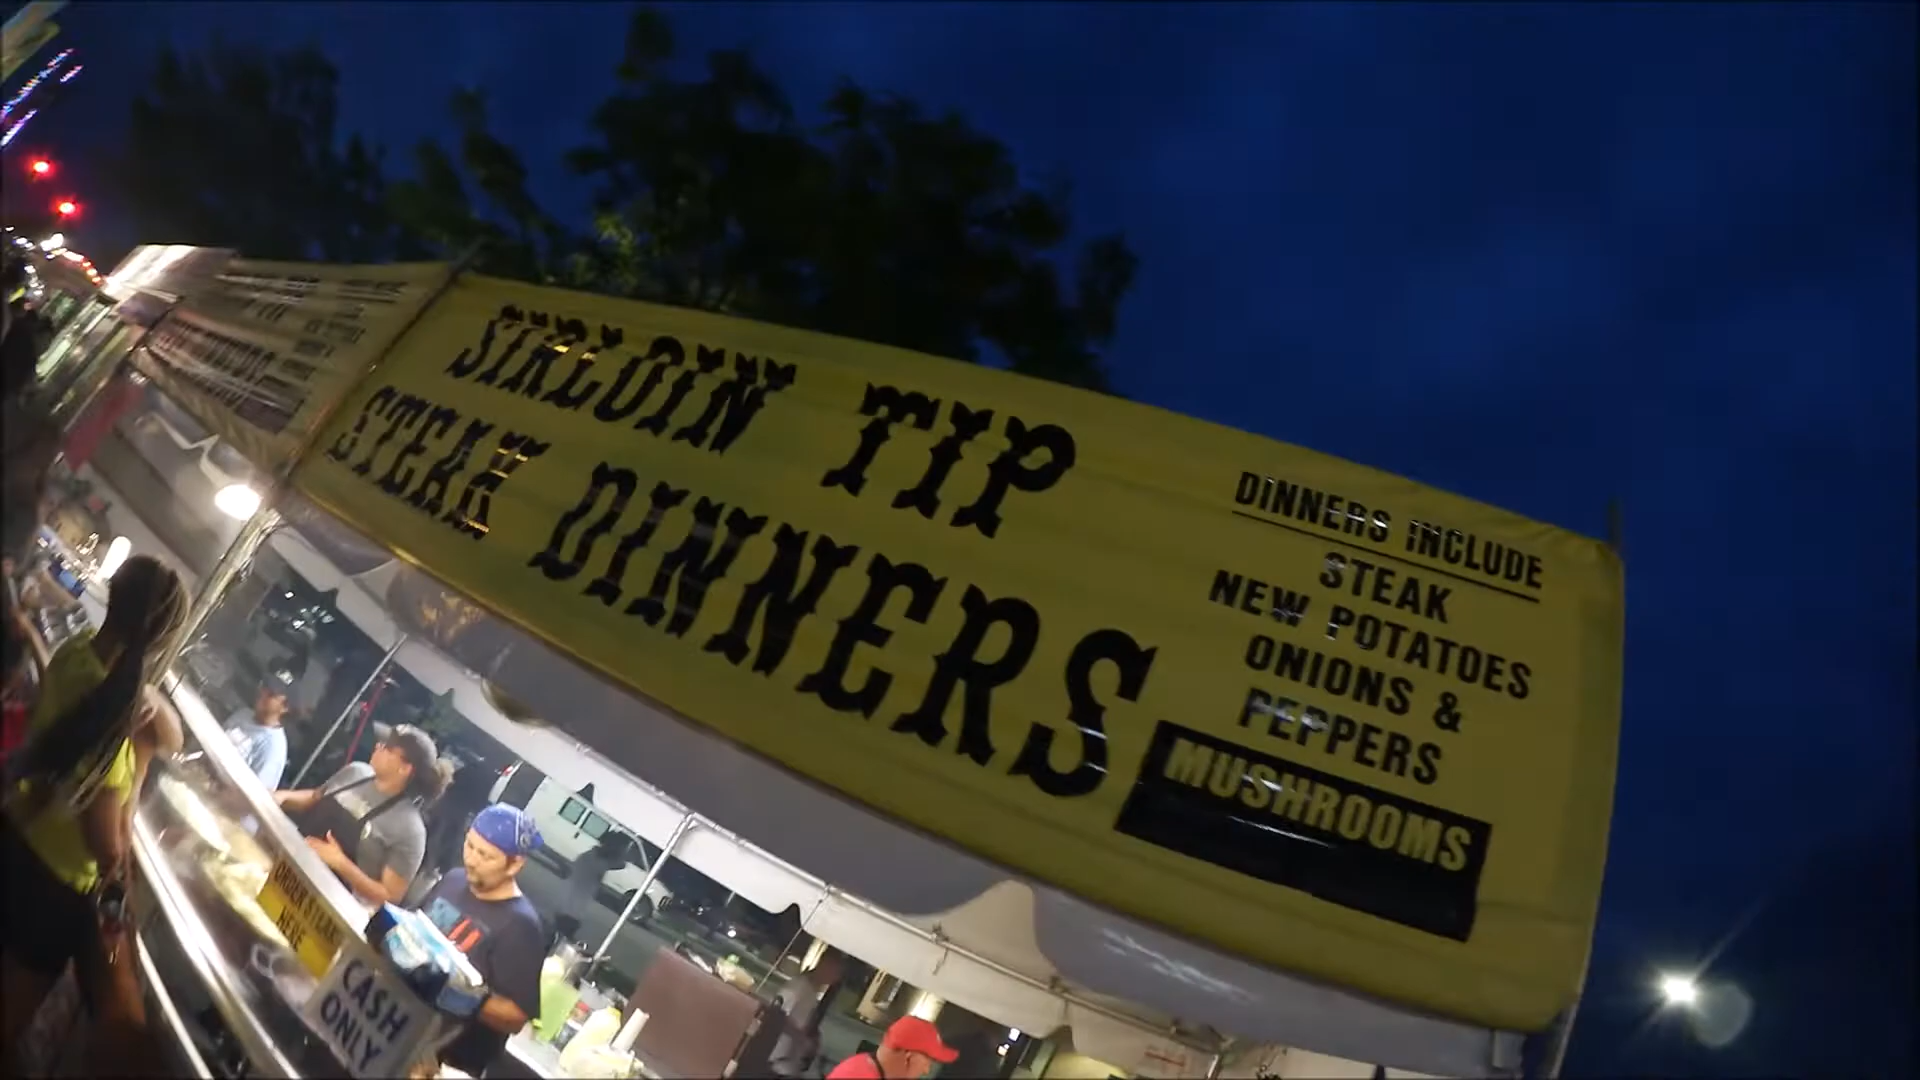 SIRLOIN TIP
STEAK DINNERS
DINNERS INCLUDE
STEAK
NEW POTATOES
ONIONS &
PEPPERS
MUSHROOMS
ORDER STEAK
HERE
CASH
ONLY